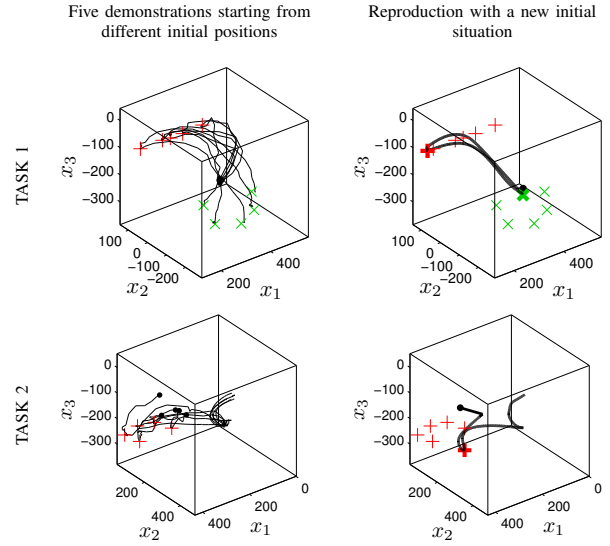 Five demonstrations starting from
different initial positions
Reproduction with a new initial
situation
TASK 1
x3
0
−100
−200
−300
100
0
−100
−200
x2
200
400
x1
x3
0
−100
−200
−300
100
0
−100
−200
x2
200
400
x1
TASK 2
x3
0
−100
−200
−300
200
400
x2
400
200
0
x1
x3
0
−100
−200
−300
200
400
x2
400
200
0
x1